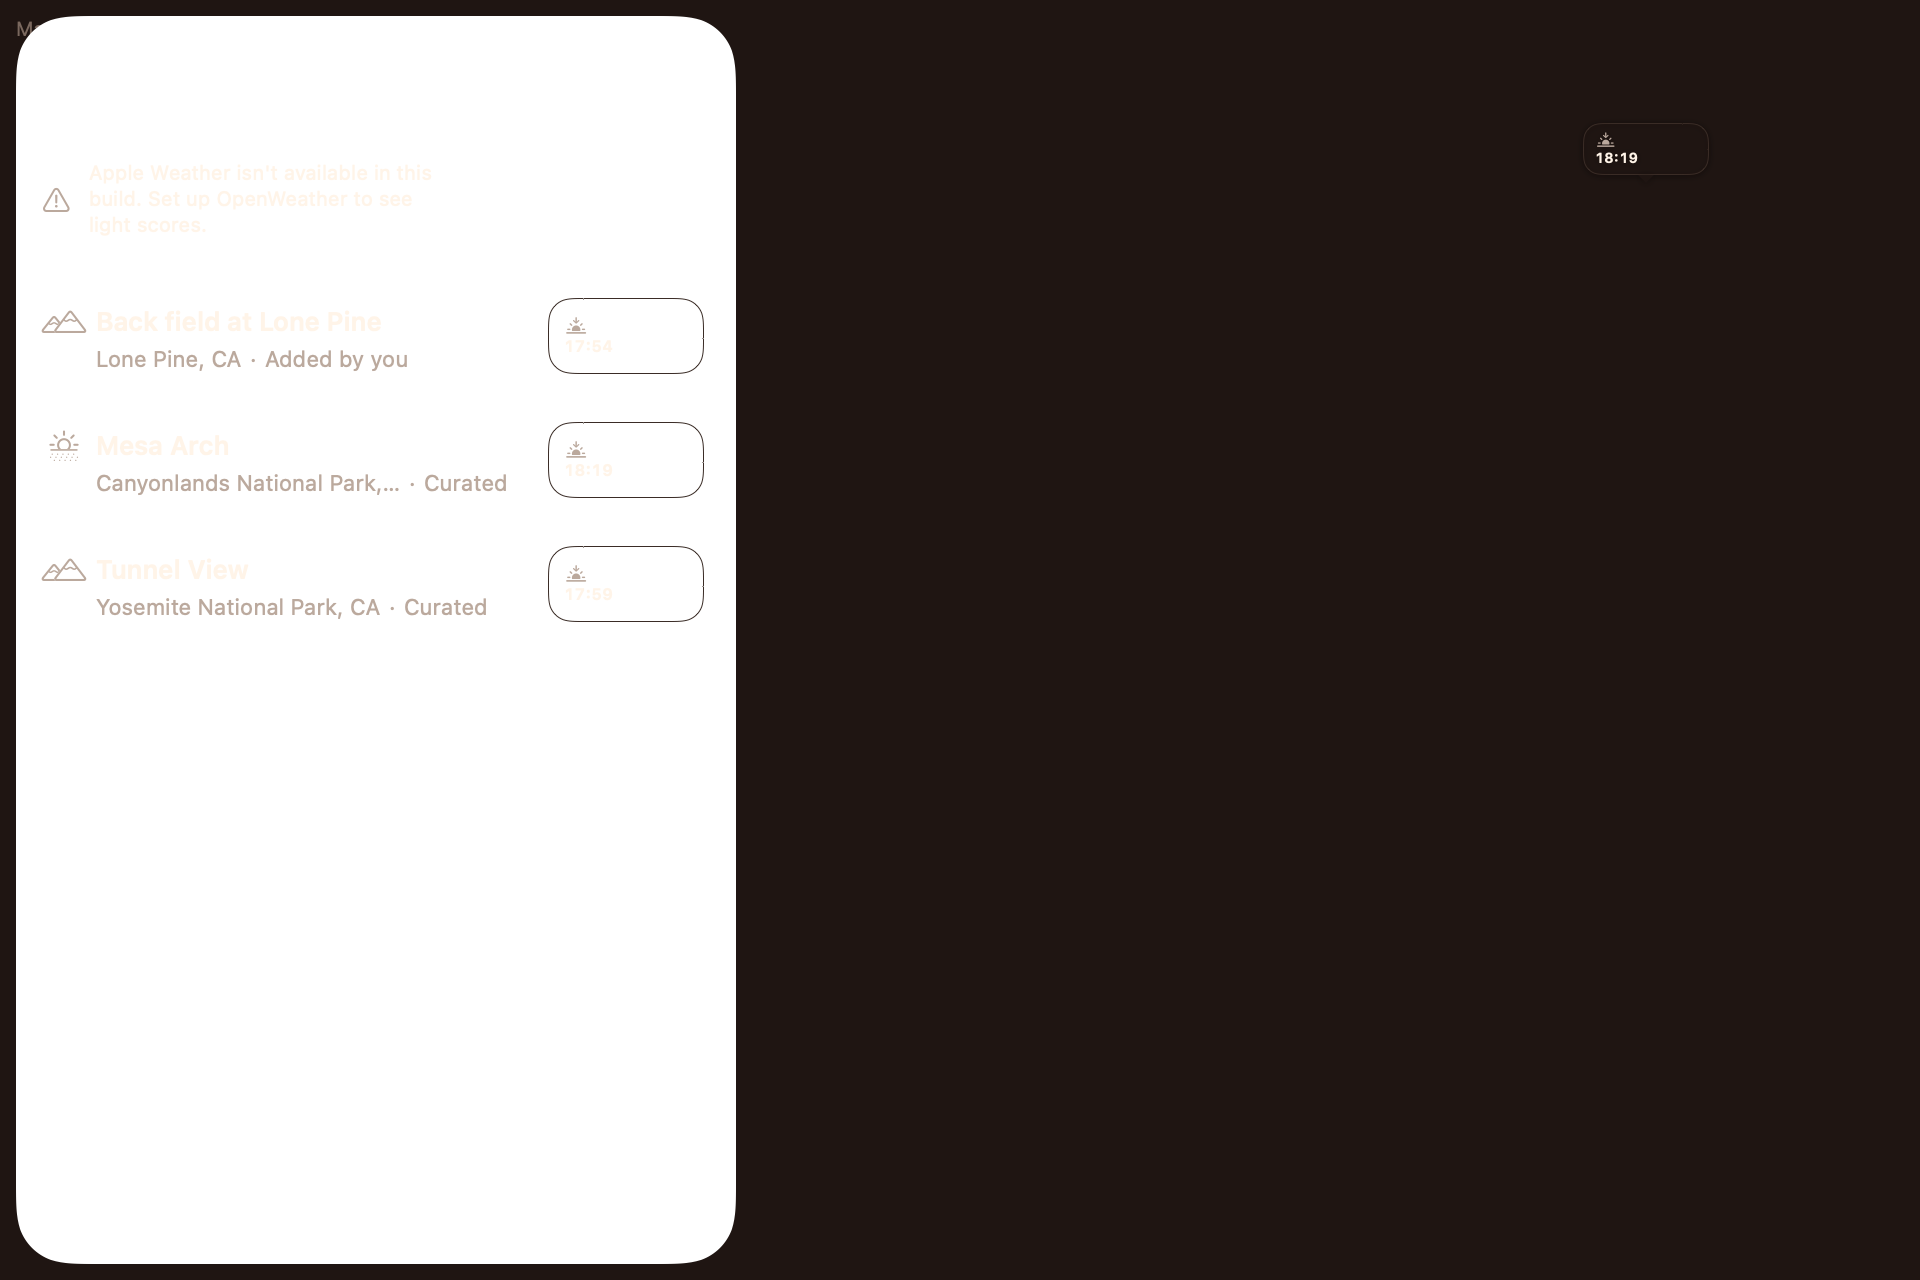 Apple Weather isn't available in this
build. Set up OpenWeather to see
light scores.
Back field at Lone Pine
Lone Pine, CA · Added by you
17:54
Mesa Arch
Canyonlands National Park,... · Curated
18:19
Tunnel View
Yosemite National Park, CA · Curated
17:59
18:19